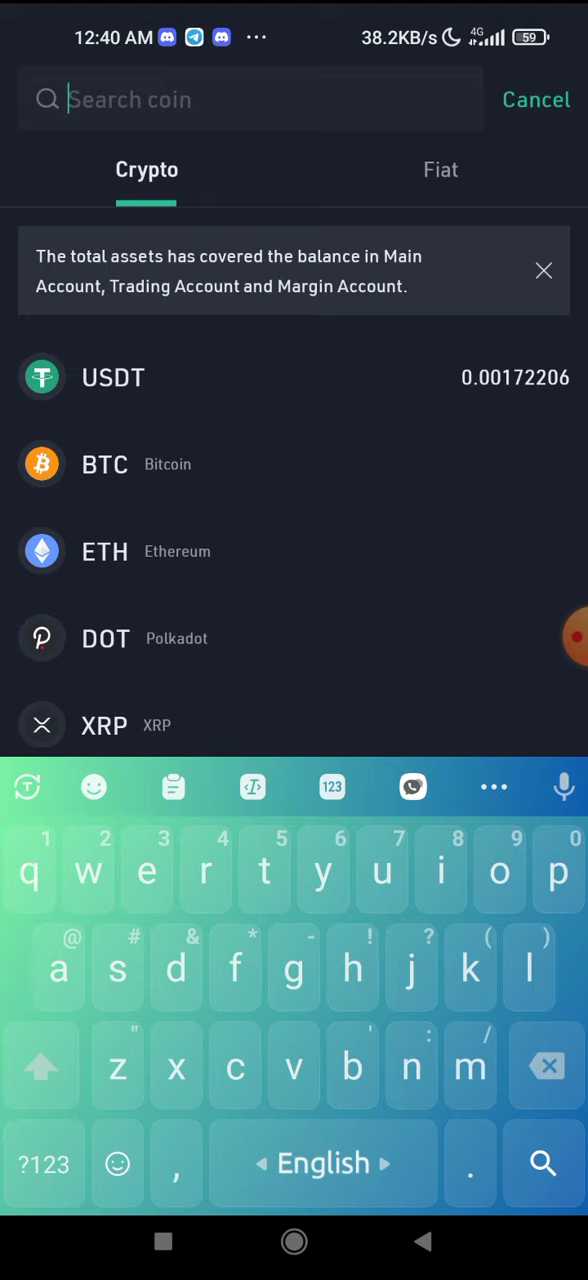 12:40 AM ... 38.2KB/s 4G 59
Search coin Cancel
Crypto Fiat
The total assets has covered the balance in Main
Account, Trading Account and Margin Account.
USDT 0.00172206
BTC Bitcoin
ETH Ethereum
DOT Polkadot
XRP XRP
T 123 ...
1 2 3 4 5 6 7 8 9 0
q w e r t y u i o p
@ # & * - ! ? ( )
a s d f g h j k l
" ' : /
z x c v b n m
?123 , English .